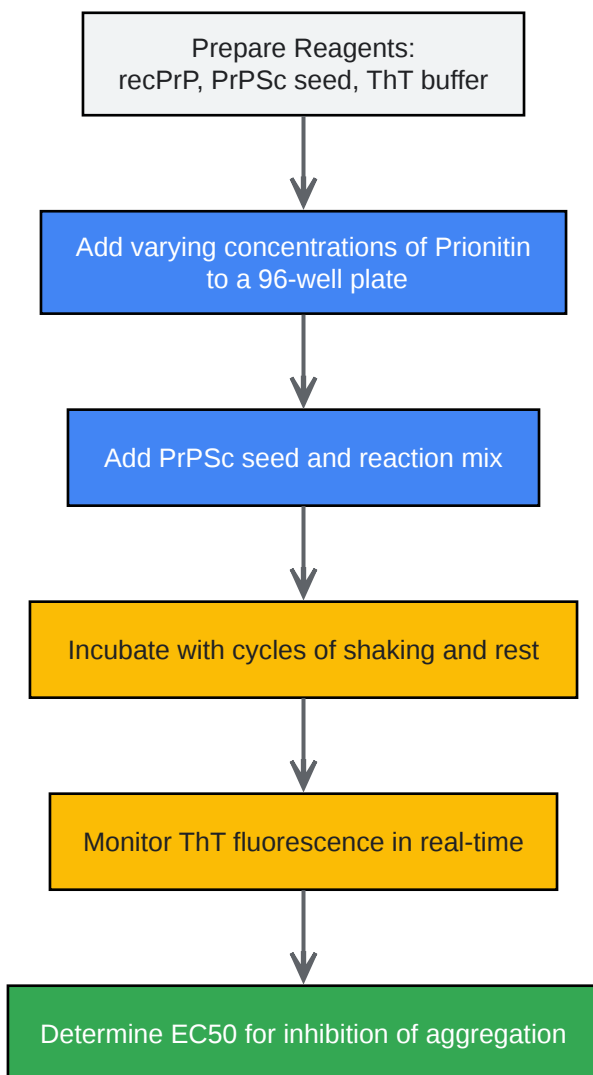 Prepare Reagents:
recPrP, PrPSc seed, ThT buffer
Add varying concentrations of Prionitin
to a 96-well plate
Add PrPSc seed and reaction mix
Incubate with cycles of shaking and rest
Monitor ThT fluorescence in real-time
Determine EC50 for inhibition of aggregation